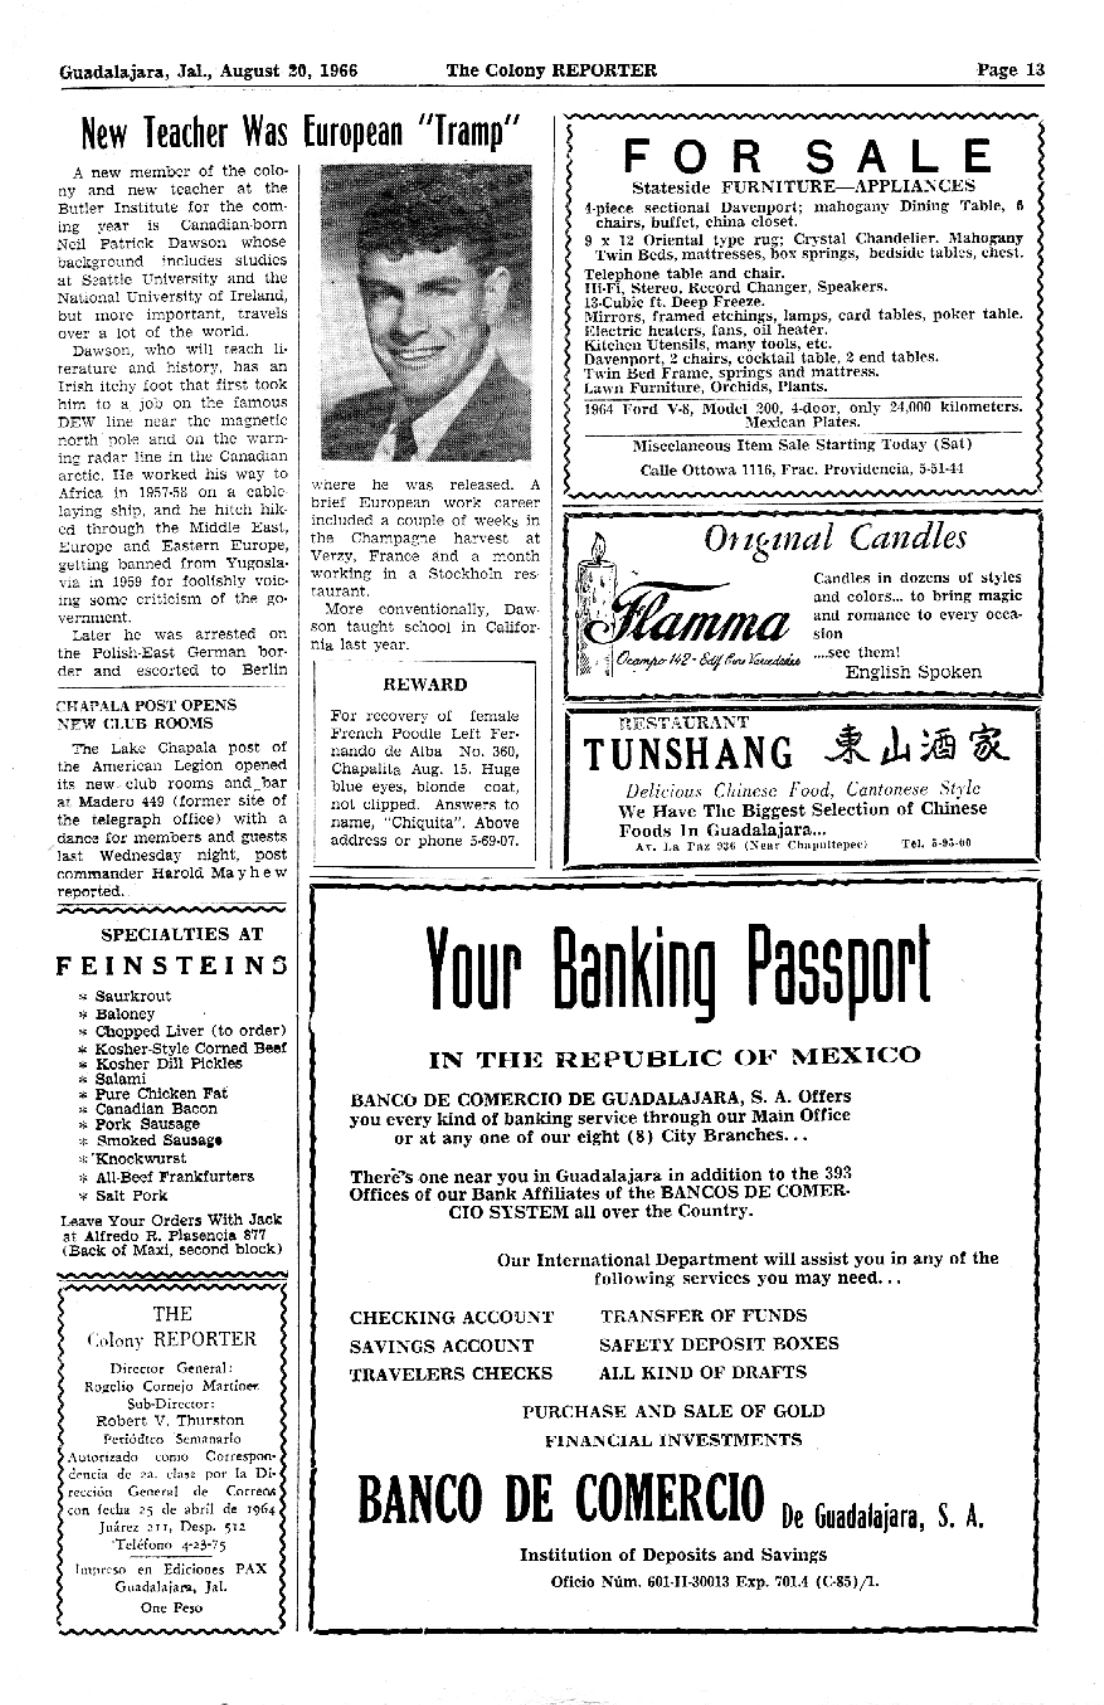 Guadalajara, Jal., August 20, 1966
The Colony REPORTER
Page 13
New Teacher Was European "Tramp"
A new member of the colo-
ny and new teacher at the
Butler Institute for the com-
ing year is Canadian-born
Neil Patrick Dawson whose
background includes studies
at Seattle University and the
National University of Ireland,
but more important, travels
over a lot of the world.
Dawson, who will teach li-
terature and history, has an
Irish itchy foot that first took
him to a job on the famous
DEW line near the magnetic
north pole and on the warn-
ing radar line in the Canadian
arctic. He worked his way to
Africa in 1957-58 on a cable
laying ship, and he hitch hik-
ed through the Middle East,
Europe and Eastern Europe,
getting banned from Yugosla-
via in 1959 for foolishly voic-
ing some criticism of the go-
vernment.
Later he was arrested on
the Polish-East German bor-
der and escorted to Berlin
where he was released. A
brief European work career
included a couple of weeks in
the Champagne harvest at
Verzy, France and a month
working in a Stockholn res-
taurant.
More conventionally, Daw-
son taught school in Califor-
nia last year.
CHAPALA POST OPENS
NEW CLUB ROOMS
The Lake Chapala post of
the American Legion opened
its new club rooms and bar
at Madero 449 (former site of
the telegraph office) with a
dance for members and guests
last Wednesday night, post
commander Harold Mayhew
reported.
REWARD
For recovery of female
French Poodle Left Fer-
nando de Alba No. 360,
Chapalita Aug. 15. Huge
blue eyes, blonde coat,
not clipped. Answers to
name, "Chiquita". Above
address or phone 5-69-07.
FOR SALE
Stateside FURNITURE—APPLIANCES
4-piece sectional Davenport; mahogany Dining Table, 6
chairs, buffet, china closet.
9 x 12 Oriental type rug; Crystal Chandelier. Mahogany
Twin Beds, mattresses, box springs, bedside tables, chest.
Telephone table and chair.
Hi-Fi, Stereo, Record Changer, Speakers.
13-Cubic ft. Deep Freeze.
Mirrors, framed etchings, lamps, card tables, poker table.
Electric heaters, fans, oil heater.
Kitchen Utensils, many tools, etc.
Davenport, 2 chairs, cocktail table, 2 end tables.
Twin Bed Frame, springs and mattress.
Lawn Furniture, Orchids, Plants.
1964 Ford V-8, Model 200, 4-door, only 24,000 kilometers.
Mexican Plates.
Miscelaneous Item Sale Starting Today (Sat)
Calle Ottowa 1116, Frac. Providencia, 5-51-44
Original Candles
Flamma
Ocampo 142 - Edif Pino Variedades
Candles in dozens of styles
and colors... to bring magic
and romance to every occa-
sion
....see them!
English Spoken
RESTAURANT
TUNSHANG 東山酒家
Delicious Chinese Food, Cantonese Style
We Have The Biggest Selection of Chinese
Foods In Guadalajara...
Av. La Paz 936 (Near Chapultepec) Tel. 5-95-00
SPECIALTIES AT
FEINSTEINS
* Saurkrout
* Baloney
* Chopped Liver (to order)
* Kosher-Style Corned Beef
* Kosher Dill Pickles
* Salami
* Pure Chicken Fat
* Canadian Bacon
* Pork Sausage
* Smoked Sausage
* Knockwurst
* All-Beef Frankfurters
* Salt Pork
Leave Your Orders With Jack
at Alfredo R. Plasencia 877
(Back of Maxi, second block)
THE
Colony REPORTER
Director General:
Rogelio Cornejo Martínez
Sub-Director:
Robert V. Thurston
Periódico Semanario
Autorizado como Correspon-
dencia de 2a. clase por la Di-
rección General de Correos
con fecha 25 de abril de 1964
Juárez 211, Desp. 512
Teléfono 4-23-75
Impreso en Ediciones PAX
Guadalajara, Jal.
One Peso
Your Banking Passport
IN THE REPUBLIC OF MEXICO
BANCO DE COMERCIO DE GUADALAJARA, S. A. Offers
you every kind of banking service through our Main Office
or at any one of our eight (8) City Branches...
There's one near you in Guadalajara in addition to the 393
Offices of our Bank Affiliates of the BANCOS DE COMER-
CIO SYSTEM all over the Country.
Our International Department will assist you in any of the
following services you may need...
CHECKING ACCOUNT TRANSFER OF FUNDS
SAVINGS ACCOUNT SAFETY DEPOSIT BOXES
TRAVELERS CHECKS ALL KIND OF DRAFTS
PURCHASE AND SALE OF GOLD
FINANCIAL INVESTMENTS
BANCO DE COMERCIO De Guadalajara, S. A.
Institution of Deposits and Savings
Oficio Núm. 601-II-30013 Exp. 701.4 (C-85)/1.